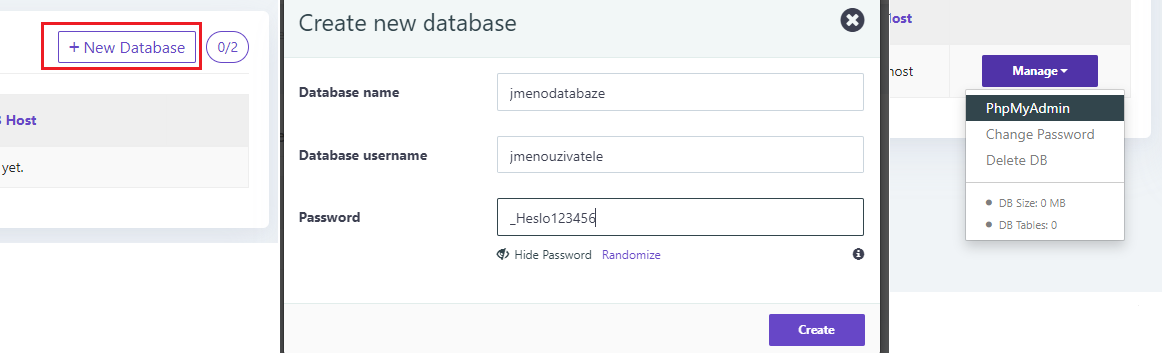 + New Database
0/2
Host
yet.
Create new database
Database name
jmenodatabaze
Database username
jmenouzivatele
Password
_Heslo123456
Hide Password
Randomize
Create
Host
host
Manage
PhpMyAdmin
Change Password
Delete DB
DB Size: 0 MB
DB Tables: 0